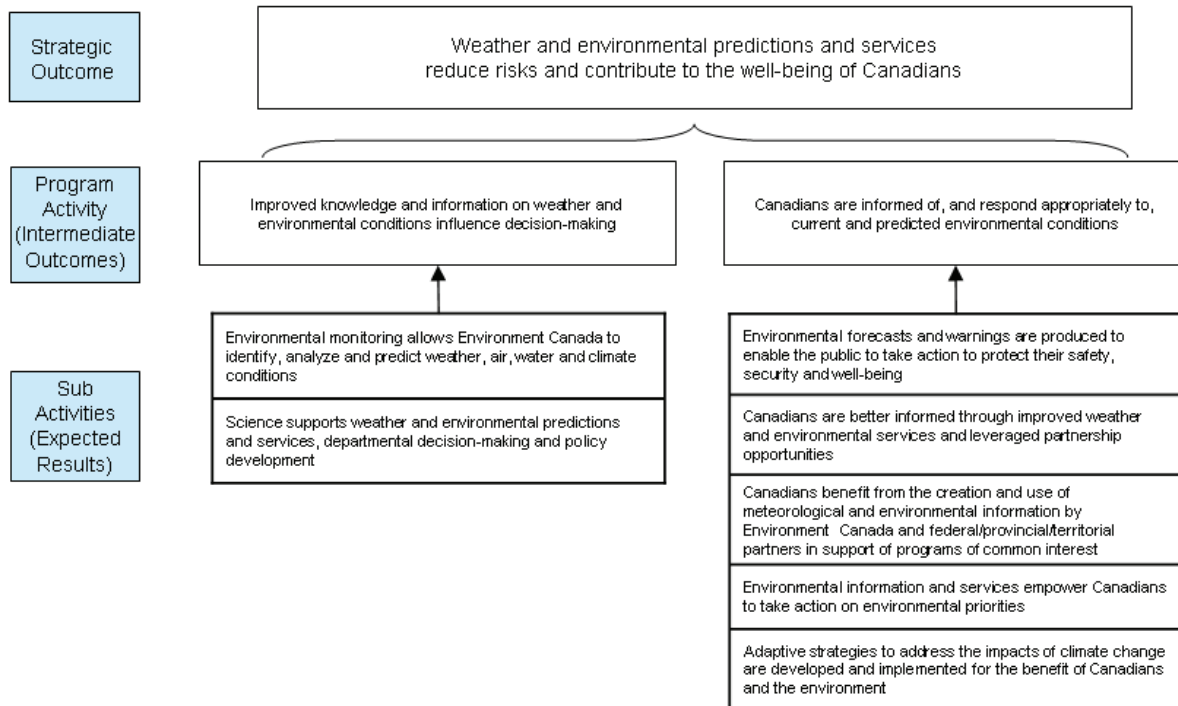 Strategic
Outcome
Weather and environmental predictions and services
reduce risks and contribute to the well-being of Canadians
Program
Activity
(Intermediate
Outcomes)
Improved knowledge and information on weather and
environmental conditions influence decision-making
Canadians are informed of, and respond appropriately to,
current and predicted environmental conditions
Sub
Activities
(Expected
Results)
Environmental monitoring allows Environment Canada to
identify, analyze and predict weather, air, water and climate
conditions
Science supports weather and environmental predictions
and services, departmental decision-making and policy
development
Environmental forecasts and warnings are produced to
enable the public to take action to protect their safety,
security and well-being
Canadians are better informed through improved weather
and environmental services and leveraged partnership
opportunities
Canadians benefit from the creation and use of
meteorological and environmental information by
Environment Canada and federal/provincial/territorial
partners in support of programs of common interest
Environmental information and services empower Canadians
to take action on environmental priorities
Adaptive strategies to address the impacts of climate change
are developed and implemented for the benefit of Canadians
and the environment